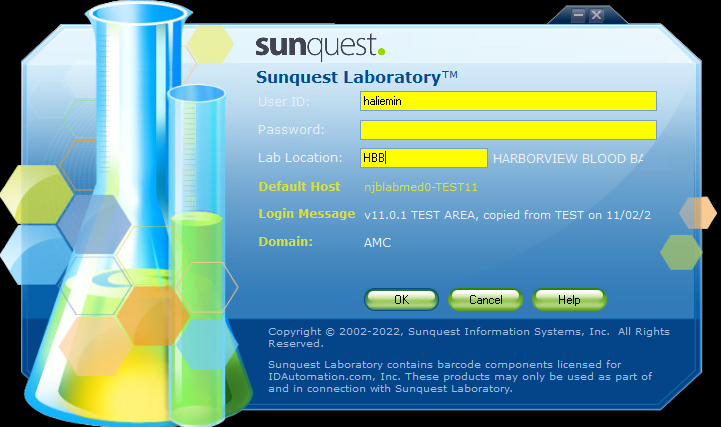 sunquest.
Sunquest Laboratory™
User ID: haliemin
Password:
Lab Location: HBB HARBORVIEW BLOOD BA
Default Host njblabmed0-TEST11
Login Message v11.0.1 TEST AREA, copied from TEST on 11/02/2
Domain: AMC
OK Cancel Help
Copyright © 2002-2022, Sunquest Information Systems, Inc. All Rights
Reserved.
Sunquest Laboratory contains barcode components licensed for
IDAutomation.com, Inc. These products may only be used as part of
and in connection with Sunquest Laboratory.